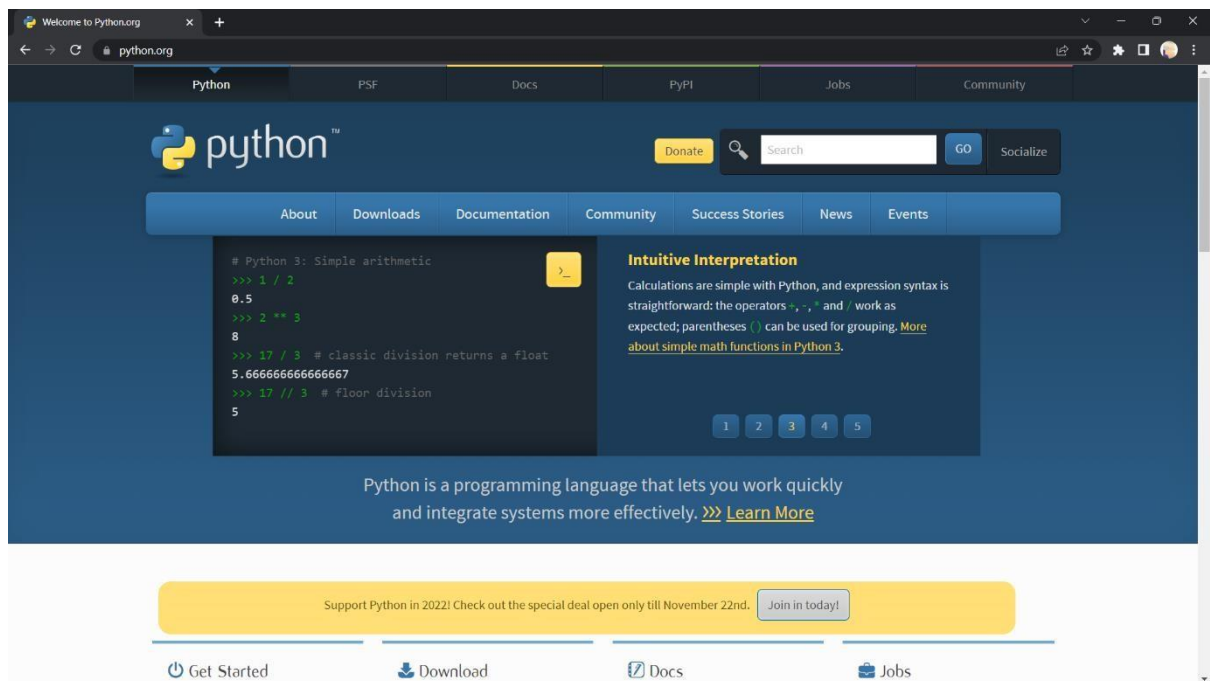 Welcome to Python.org
python.org
Python PSF Docs PyPI Jobs Community
python™
Donate Search GO Socialize
About Downloads Documentation Community Success Stories News Events
# Python 3: Simple arithmetic
>>> 1 / 2
0.5
>>> 2 ** 3
8
>>> 17 / 3 # classic division returns a float
5.666666666666667
>>> 17 // 3 # floor division
5
>_
Intuitive Interpretation
Calculations are simple with Python, and expression syntax is
straightforward: the operators +, -, * and / work as
expected; parentheses () can be used for grouping. More
about simple math functions in Python 3.
1 2 3 4 5
Python is a programming language that lets you work quickly
and integrate systems more effectively. >>> Learn More
Support Python in 2022! Check out the special deal open only till November 22nd. Join in today!
Get Started Download Docs Jobs